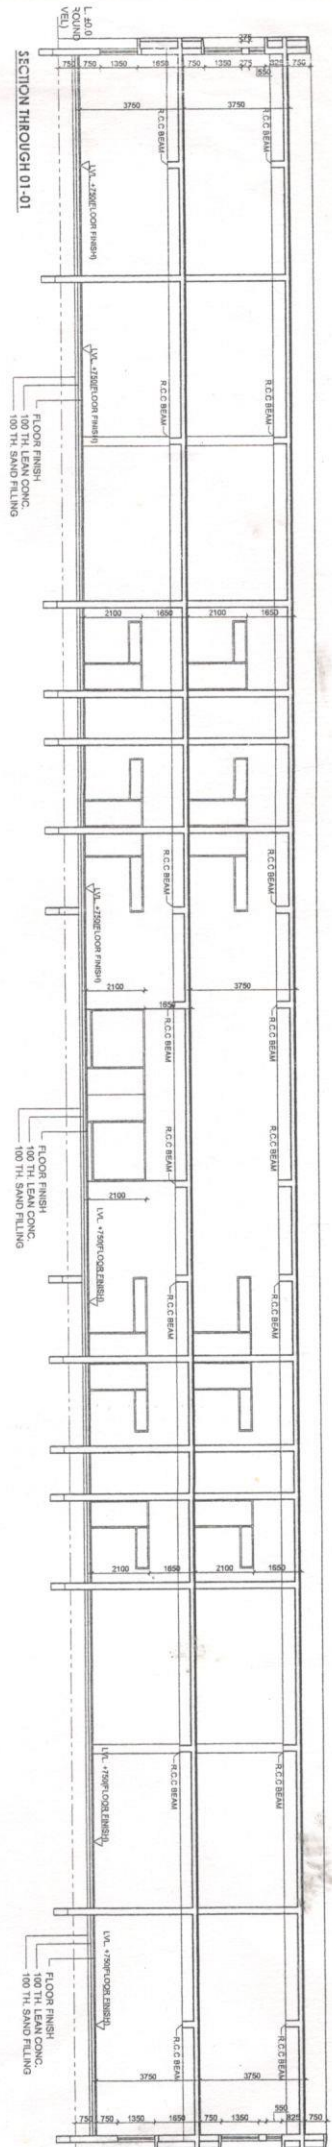 L: ±0.0
ROUND
VEL)
SECTION THROUGH 01-01
750 750 1350 1650 750 1350 275 825 750
375
550
3750
3750
R.C.C BEAM
R.C.C BEAM
LVL. +750(FLOOR FINISH)
LVL. +750(FLOOR FINISH)
R.C.C BEAM
R.C.C BEAM
FLOOR FINISH
100 TH. LEAN CONC.
100 TH. SAND FILLING
2100
1650
2100
1650
R.C.C BEAM
R.C.C BEAM
LVL. +750(FLOOR FINISH)
2100
1650
3750
R.C.C BEAM
R.C.C BEAM
R.C.C BEAM
R.C.C BEAM
FLOOR FINISH
100 TH. LEAN CONC.
100 TH. SAND FILLING
2100
LVL. +750(FLOOR FINISH)
R.C.C BEAM
R.C.C BEAM
2100
1650
2100
1650
R.C.C BEAM
R.C.C BEAM
LVL. +750(FLOOR FINISH)
LVL. +750(FLOOR FINISH)
R.C.C BEAM
R.C.C BEAM
FLOOR FINISH
100 TH. LEAN CONC.
100 TH. SAND FILLING
3750
3750
550
750 750 1350 1650 750 1350 825 750